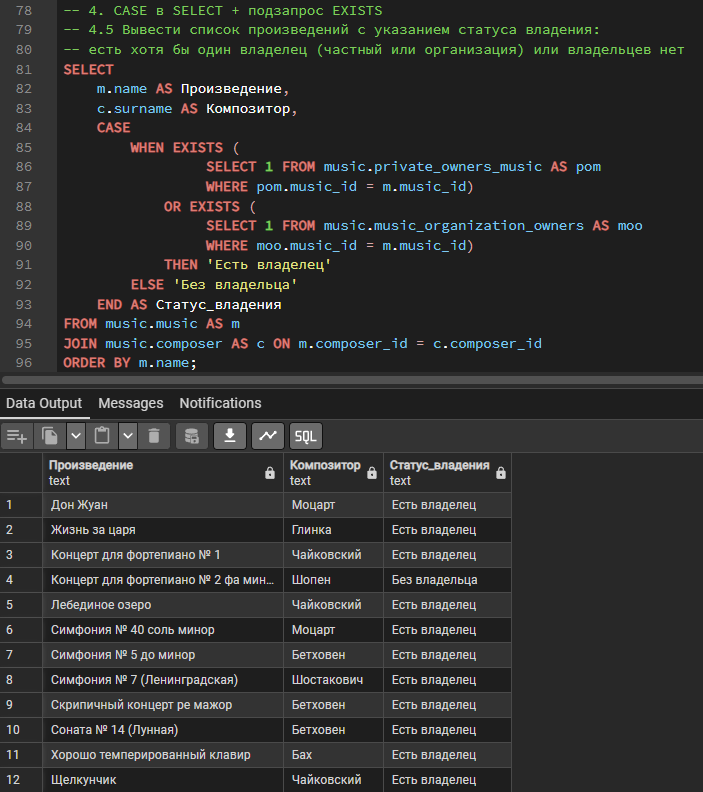 78 -- 4. CASE в SELECT + подзапрос EXISTS
79 -- 4.5 Вывести список произведений с указанием статуса владения:
80 -- есть хотя бы один владелец (частный или организация) или владельцев нет
81 SELECT
82 m.name AS Произведение,
83 c.surname AS Композитор,
84 CASE
85 WHEN EXISTS (
86 SELECT 1 FROM music.private_owners_music AS pom
87 WHERE pom.music_id = m.music_id)
88 OR EXISTS (
89 SELECT 1 FROM music.music_organization_owners AS moo
90 WHERE moo.music_id = m.music_id)
91 THEN 'Есть владелец'
92 ELSE 'Без владельца'
93 END AS Статус_владения
94 FROM music.music AS m
95 JOIN music.composer AS c ON m.composer_id = c.composer_id
96 ORDER BY m.name;
Data Output Messages Notifications
SQL
Произведение Композитор Статус_владения
text text text
1 Дон Жуан Моцарт Есть владелец
2 Жизнь за царя Глинка Есть владелец
3 Концерт для фортепиано № 1 Чайковский Есть владелец
4 Концерт для фортепиано № 2 фа мин... Шопен Без владельца
5 Лебединое озеро Чайковский Есть владелец
6 Симфония № 40 соль минор Моцарт Есть владелец
7 Симфония № 5 до минор Бетховен Есть владелец
8 Симфония № 7 (Ленинградская) Шостакович Есть владелец
9 Скрипичный концерт ре мажор Бетховен Есть владелец
10 Соната № 14 (Лунная) Бетховен Есть владелец
11 Хорошо темперированный клавир Бах Есть владелец
12 Щелкунчик Чайковский Есть владелец